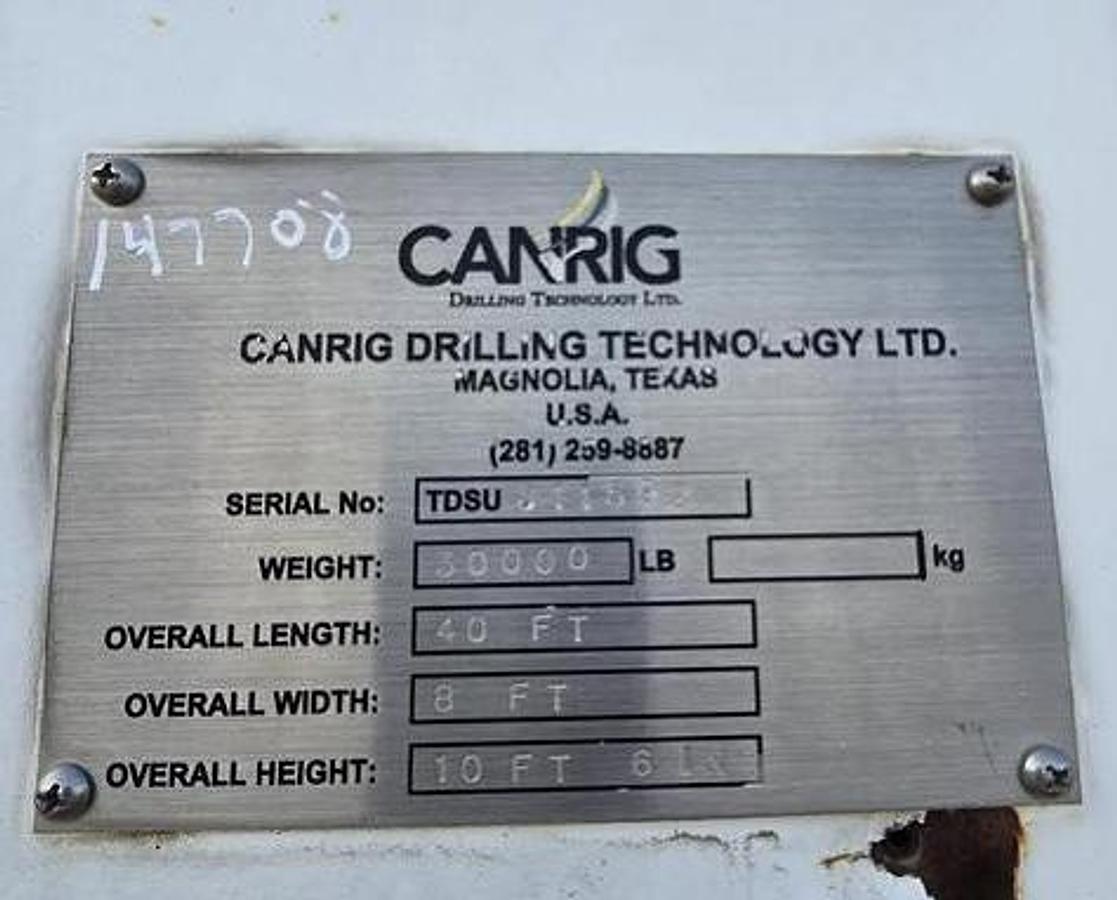 147708
CANRIG
DRILLING TECHNOLOGY LTD.
CANRIG DRILLING TECHNOLOGY LTD.
MAGNOLIA, TEXAS
U.S.A.
(281) 259-8887
SERIAL No: TDSU
WEIGHT: 30000 LB kg
OVERALL LENGTH: 40 FT
OVERALL WIDTH: 8 FT
OVERALL HEIGHT: 10 FT 6 IN